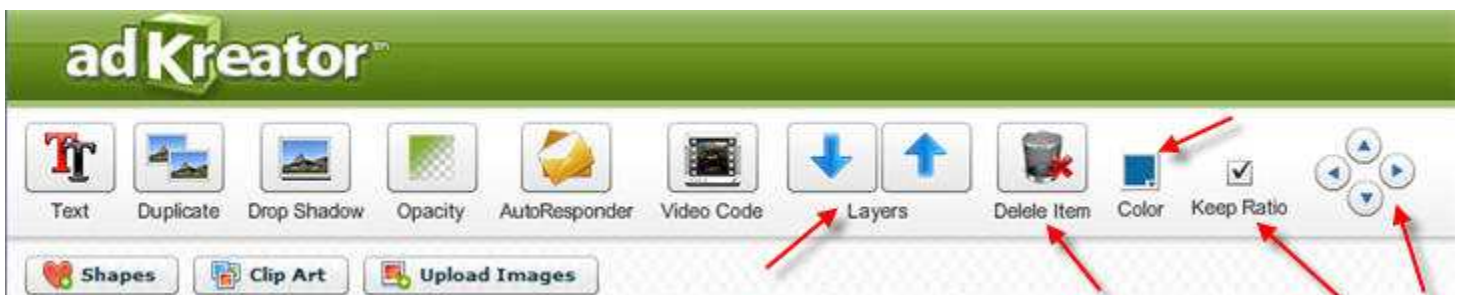 adKreator
Text Duplicate Drop Shadow Opacity AutoResponder Video Code Layers Delele Item Color Keep Ratio
Shapes Clip Art Upload Images